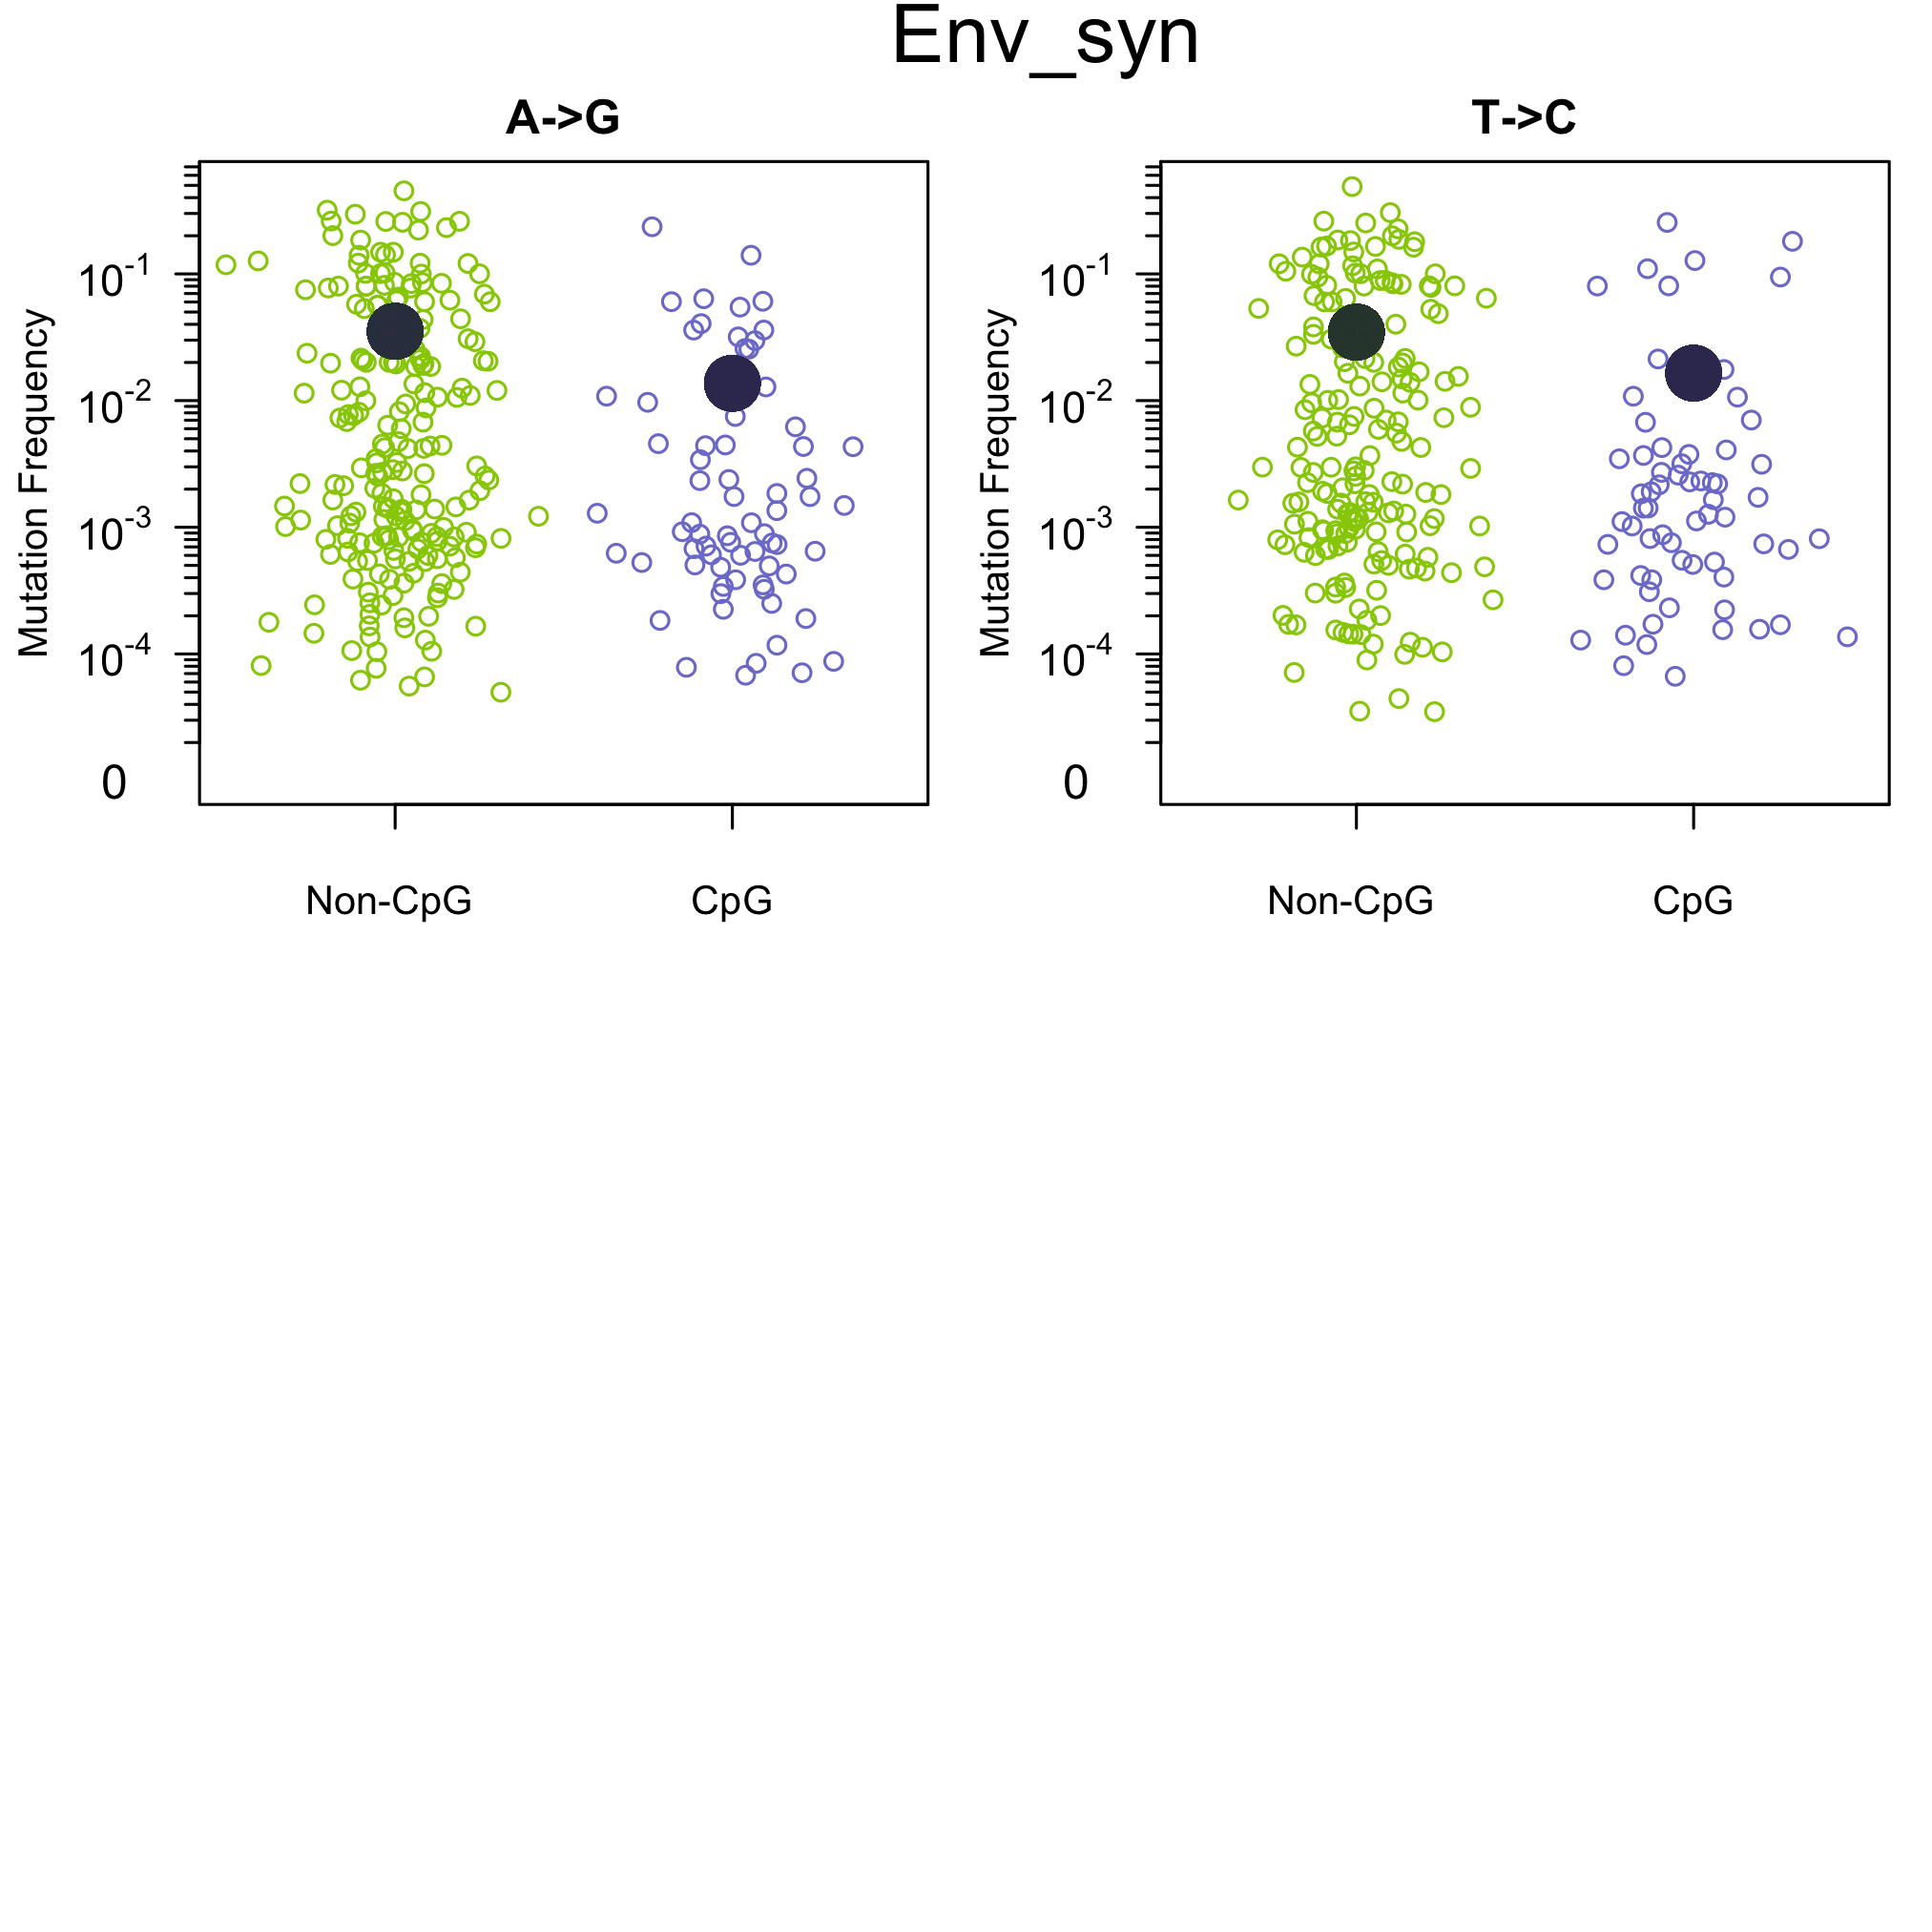 Env_syn
A->G
T->C
Mutation Frequency
10-1
10-2
10-3
10-4
0
Non-CpG
CpG
Mutation Frequency
10-1
10-2
10-3
10-4
0
Non-CpG
CpG